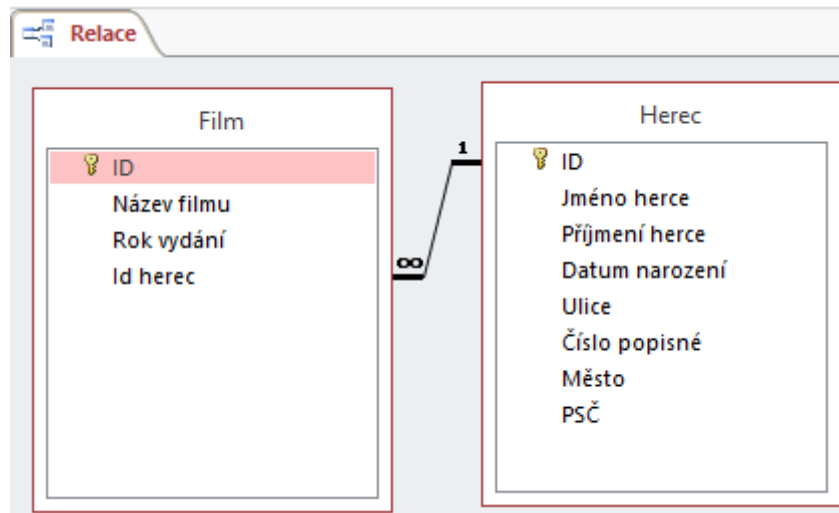 Relace
Film
ID
Název filmu
Rok vydání
Id herec
∞
1
Herec
ID
Jméno herce
Příjmení herce
Datum narození
Ulice
Číslo popisné
Město
PSČ